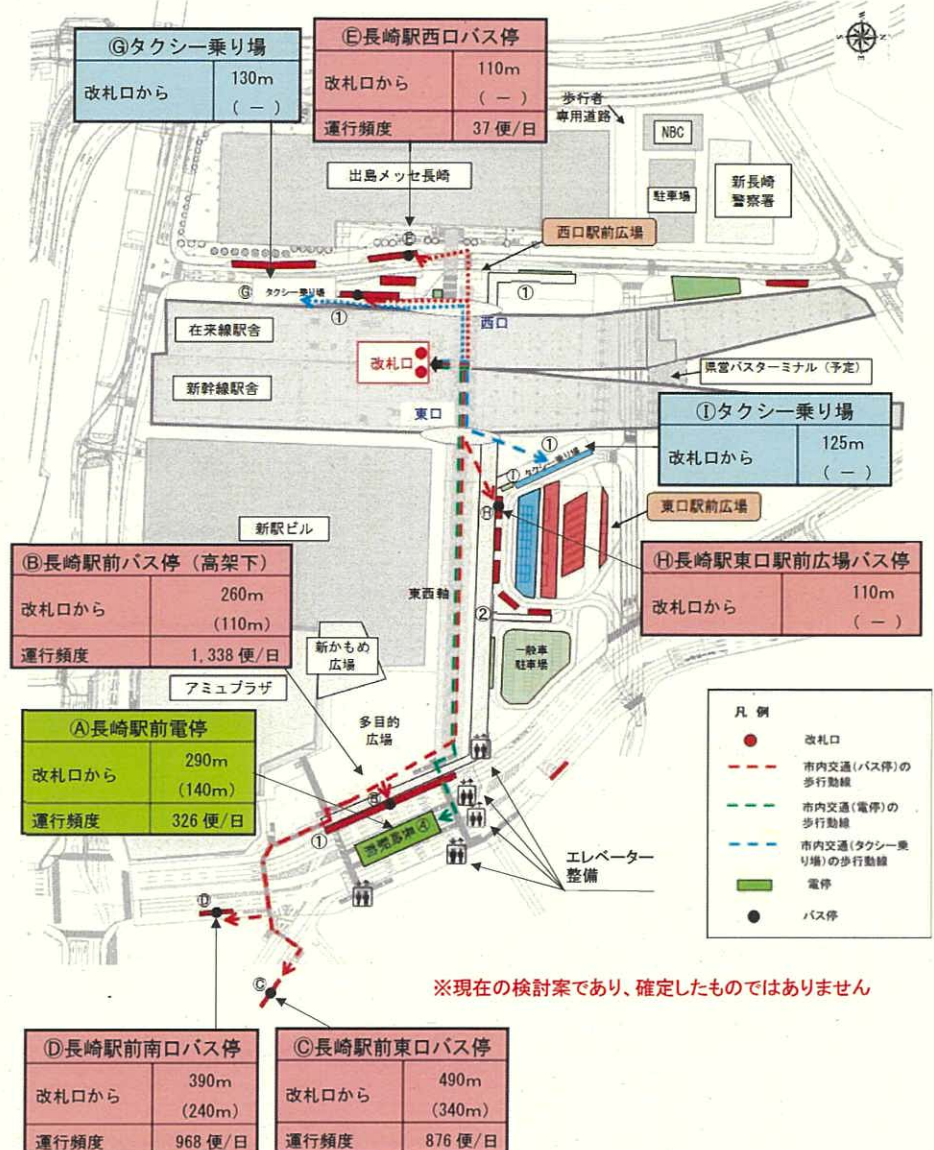 Ⓖタクシー乗り場
改札口から
130m
( － )
Ⓔ長崎駅西口バス停
改札口から
110m
( － )
運行頻度
37 便/日
W
S
N
E
歩行者
専用道路
NBC
駐車場
新長崎
警察署
出島メッセ長崎
西口駅前広場
Ⓔ
Ⓖ
タクシー乗り場
①
①
西口
在来線駅舎
改札口
新幹線駅舎
東口
県営バスターミナル（予定）
Ⓘタクシー乗り場
改札口から
125m
( － )
①
Ⓘ
タクシー乗り場
東口駅前広場
Ⓗ
新駅ビル
Ⓗ長崎駅東口駅前広場バス停
改札口から
110m
( － )
Ⓑ長崎駅前バス停（高架下）
改札口から
260m
(110m)
運行頻度
1,338 便/日
東西軸
②
一般車
駐車場
新かもめ
広場
アミュプラザ
多目的
広場
Ⓐ長崎駅前電停
改札口から
290m
(140m)
運行頻度
326 便/日
Ⓑ
①
エレベーター
整備
Ⓓ
Ⓒ
凡 例
改札口
市内交通(バス停)の
歩行動線
市内交通(電停)の
歩行動線
市内交通(タクシー乗
り場)の歩行動線
電停
バス停
※現在の検討案であり、確定したものではありません
Ⓓ長崎駅前南口バス停
改札口から
390m
(240m)
運行頻度
968 便/日
Ⓒ長崎駅前東口バス停
改札口から
490m
(340m)
運行頻度
876 便/日